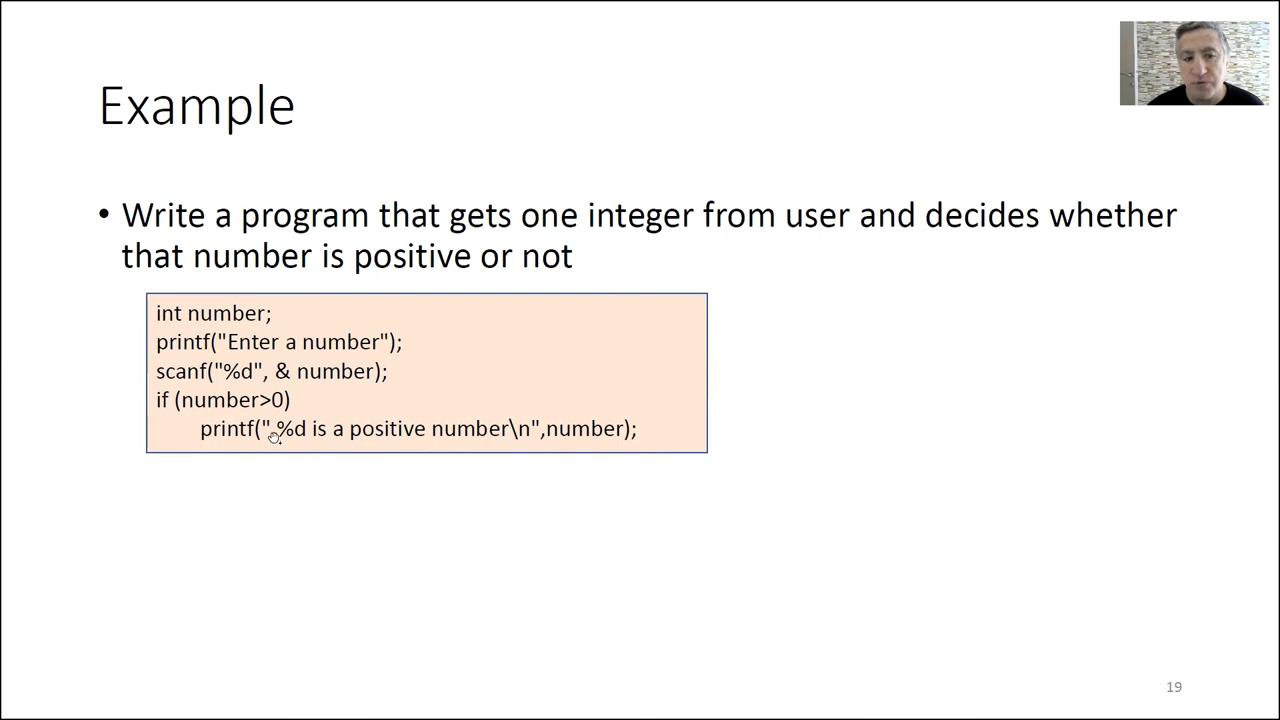 Example
• Write a program that gets one integer from user and decides whether
that number is positive or not
int number;
printf("Enter a number");
scanf("%d", & number);
if (number>0)
printf(" %d is a positive number\n",number);
19